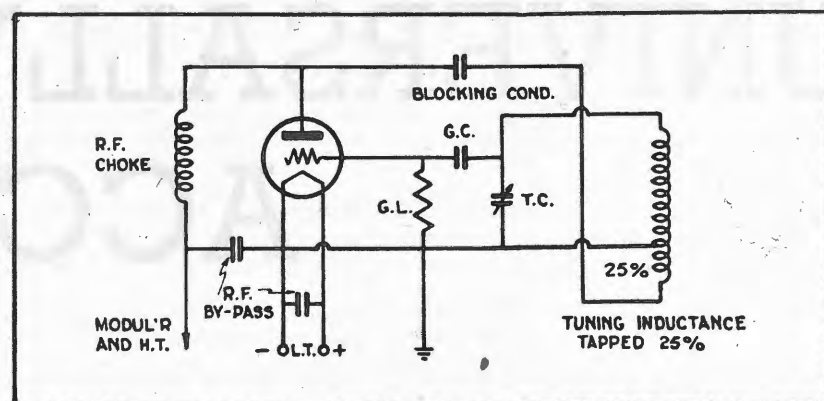 BLOCKING COND.
R.F.
CHOKE
G.C.
G.L.
T.C.
25%
R.F.
BY-PASS
MODUL'R
AND H.T.
- L.T. +
TUNING INDUCTANCE
TAPPED 25%